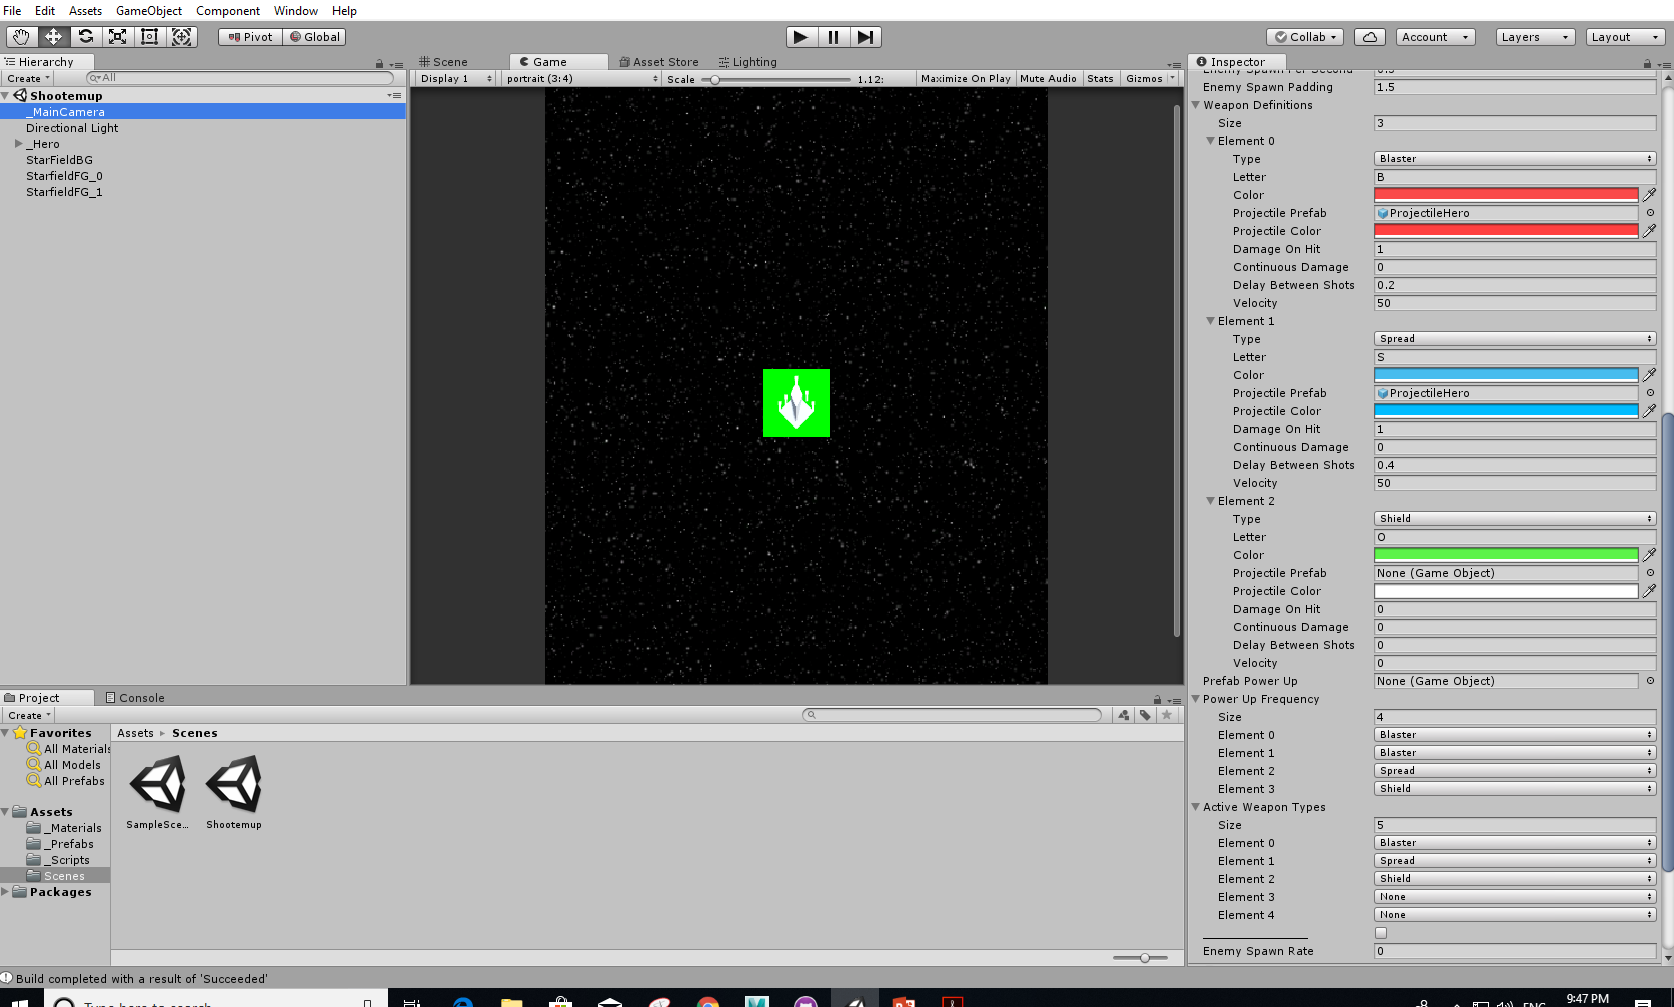 File Edit Assets GameObject Component Window Help
Pivot Global Collab Account Layers Layout
Hierarchy
Create All
Shootemup
_MainCamera
Directional Light
_Hero
StarFieldBG
StarfieldFG_0
StarfieldFG_1
Scene Game Asset Store Lighting
Display 1 portrait (3:4) Scale 1.12: Maximize On Play Mute Audio Stats Gizmos
Inspector
Enemy Spawn Per Second 0.5
Enemy Spawn Padding 1.5
Weapon Definitions
Size 3
Element 0
Type Blaster
Letter B
Color
Projectile Prefab ProjectileHero
Projectile Color
Damage On Hit 1
Continuous Damage 0
Delay Between Shots 0.2
Velocity 50
Element 1
Type Spread
Letter S
Color
Projectile Prefab ProjectileHero
Projectile Color
Damage On Hit 1
Continuous Damage 0
Delay Between Shots 0.4
Velocity 50
Element 2
Type Shield
Letter O
Color
Projectile Prefab None (Game Object)
Projectile Color
Damage On Hit 0
Continuous Damage 0
Delay Between Shots 0
Velocity 0
Prefab Power Up None (Game Object)
Power Up Frequency
Size 4
Element 0 Blaster
Element 1 Blaster
Element 2 Spread
Element 3 Shield
Active Weapon Types
Size 5
Element 0 Blaster
Element 1 Spread
Element 2 Shield
Element 3 None
Element 4 None
Enemy Spawn Rate 0
Project Console
Create
Favorites
All Materials
All Models
All Prefabs
Assets
_Materials
_Prefabs
_Scripts
Scenes
Packages
Assets ▸ Scenes
SampleSce... Shootemup
Build completed with a result of 'Succeeded'
Type here to search
ENG 9:47 PM